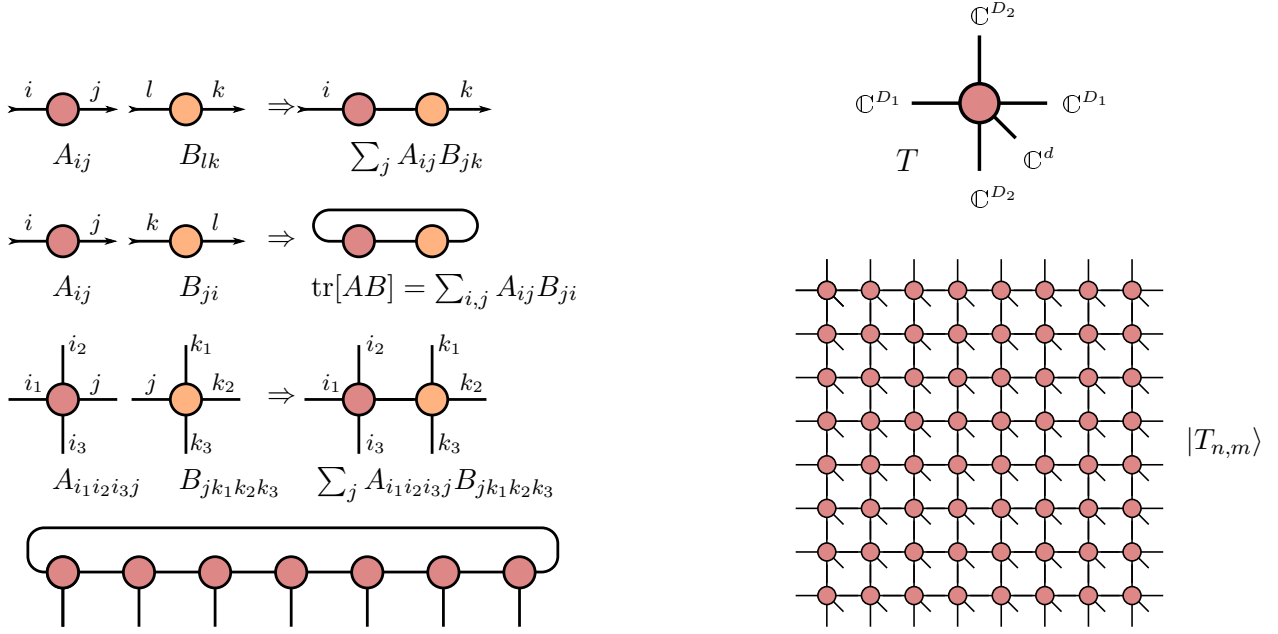 i j l k ⇒ i k
A_{ij} B_{lk} ∑_j A_{ij}B_{jk}
i j k l ⇒
A_{ij} B_{ji} tr[AB] = ∑_{i,j} A_{ij}B_{ji}
i_2 k_1 i_2 k_1
i_1 j j k_2 ⇒ i_1 k_2
i_3 k_3 i_3 k_3
A_{i_1i_2i_3j} B_{jk_1k_2k_3} ∑_j A_{i_1i_2i_3j}B_{jk_1k_2k_3}
ℂ^{D_2}
ℂ^{D_1} ℂ^{D_1}
T ℂ^d
ℂ^{D_2}
|T_{n,m}⟩